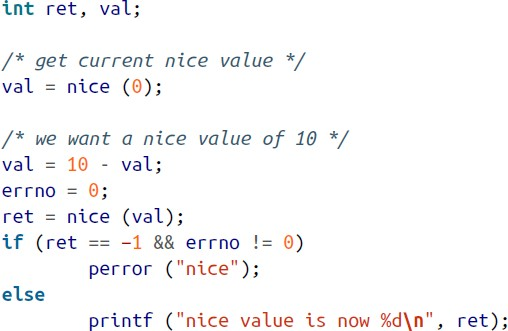 int ret, val;
/* get current nice value */
val = nice (0);
/* we want a nice value of 10 */
val = 10 - val;
errno = 0;
ret = nice (val);
if (ret == −1 && errno != 0)
        perror ("nice");
else
        printf ("nice value is now %d\n", ret);